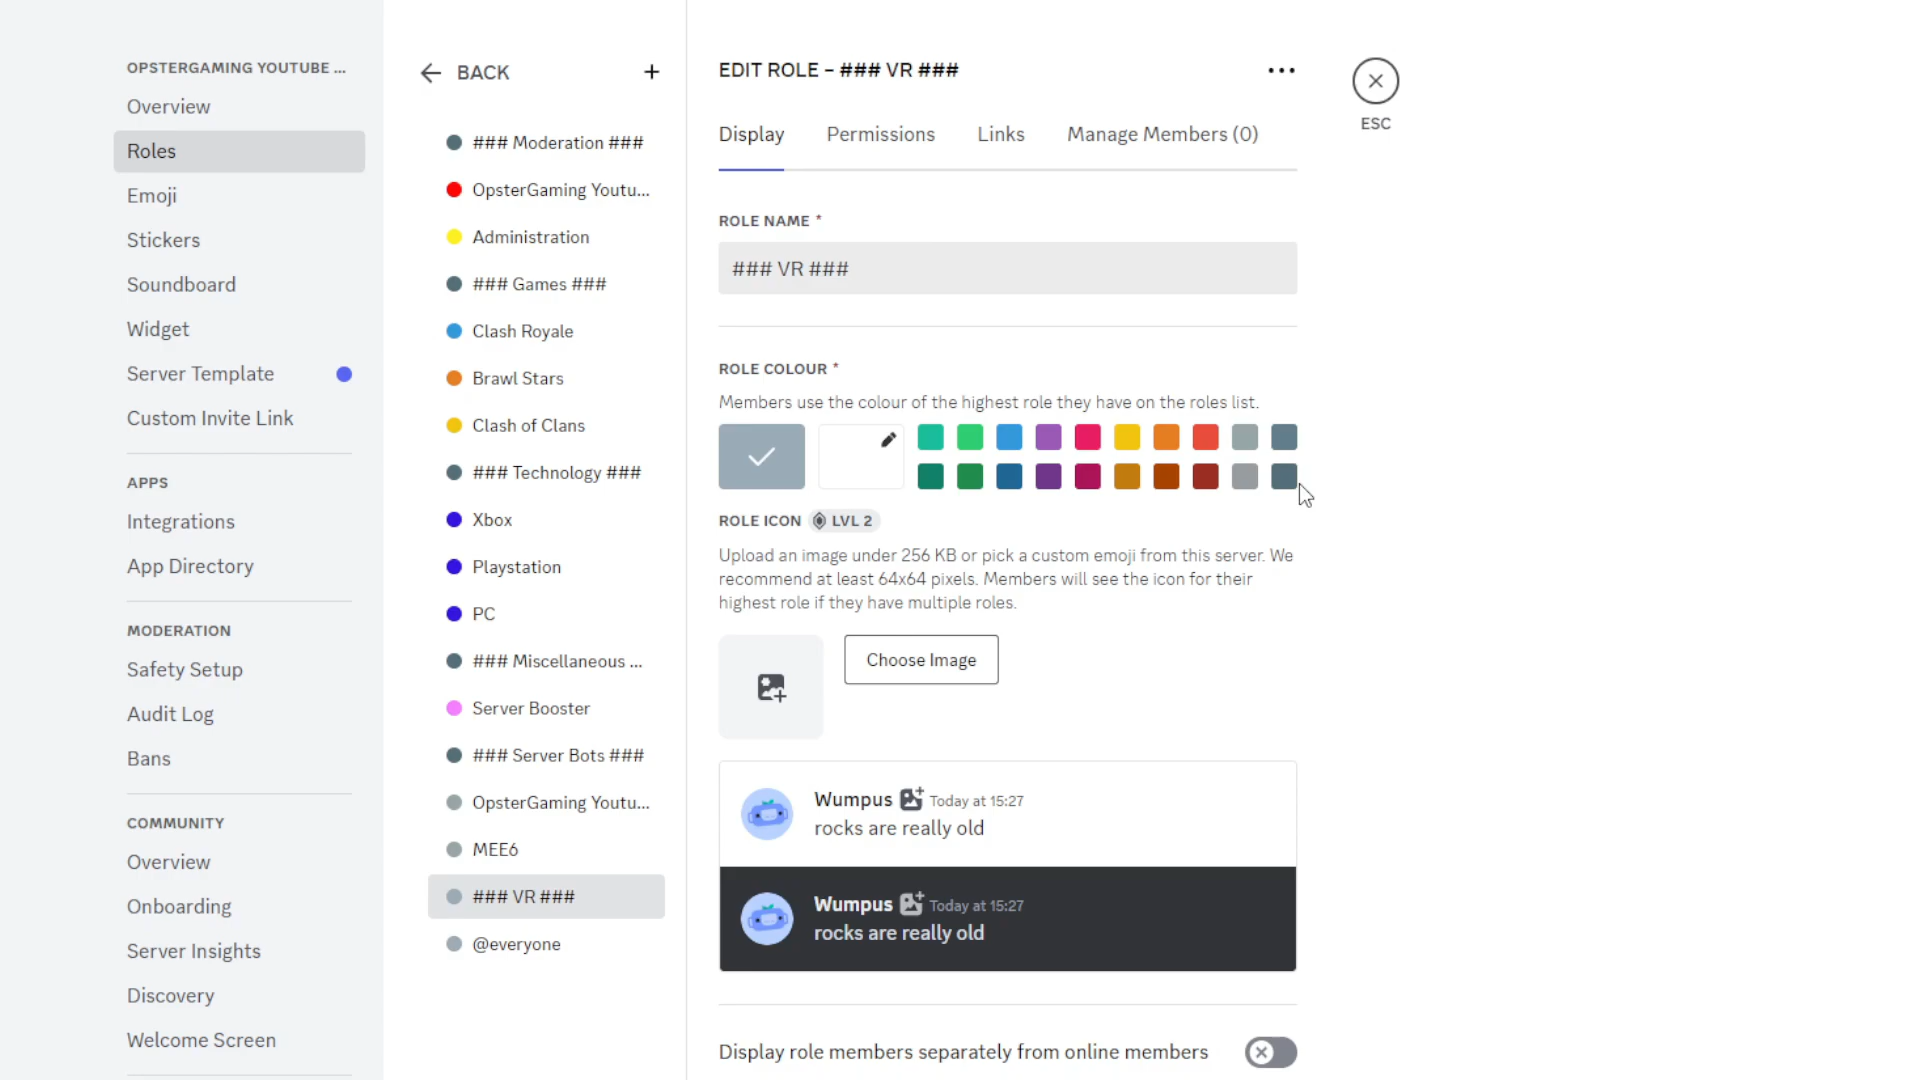 OPSTERGAMING YOUTUBE ...
Overview
Roles
Emoji
Stickers
Soundboard
Widget
Server Template
Custom Invite Link
APPS
Integrations
App Directory
MODERATION
Safety Setup
Audit Log
Bans
COMMUNITY
Overview
Onboarding
Server Insights
Discovery
Welcome Screen
BACK
### Moderation ###
OpsterGaming Youtu...
Administration
### Games ###
Clash Royale
Brawl Stars
Clash of Clans
### Technology ###
Xbox
Playstation
PC
### Miscellaneous ...
Server Booster
### Server Bots ###
OpsterGaming Youtu...
MEE6
### VR ###
@everyone
EDIT ROLE – ### VR ###
Display Permissions Links Manage Members (0)
ROLE NAME *
### VR ###
ROLE COLOUR *
Members use the colour of the highest role they have on the roles list.
ROLE ICON LVL 2
Upload an image under 256 KB or pick a custom emoji from this server. We
recommend at least 64x64 pixels. Members will see the icon for their
highest role if they have multiple roles.
Choose Image
Wumpus Today at 15:27
rocks are really old
Wumpus Today at 15:27
rocks are really old
Display role members separately from online members
ESC